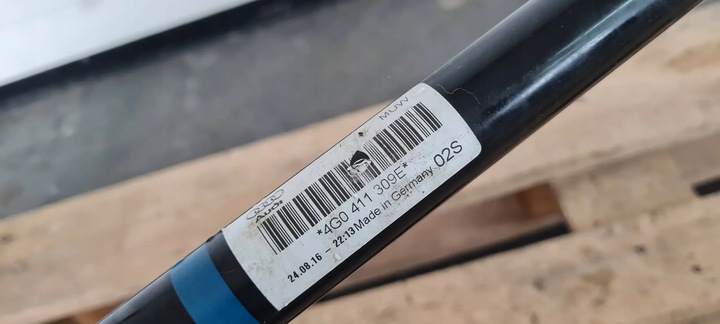 MUW
Audi
*4G0 411 309E*
24.08.16 – 22:13 Made in Germany 02S